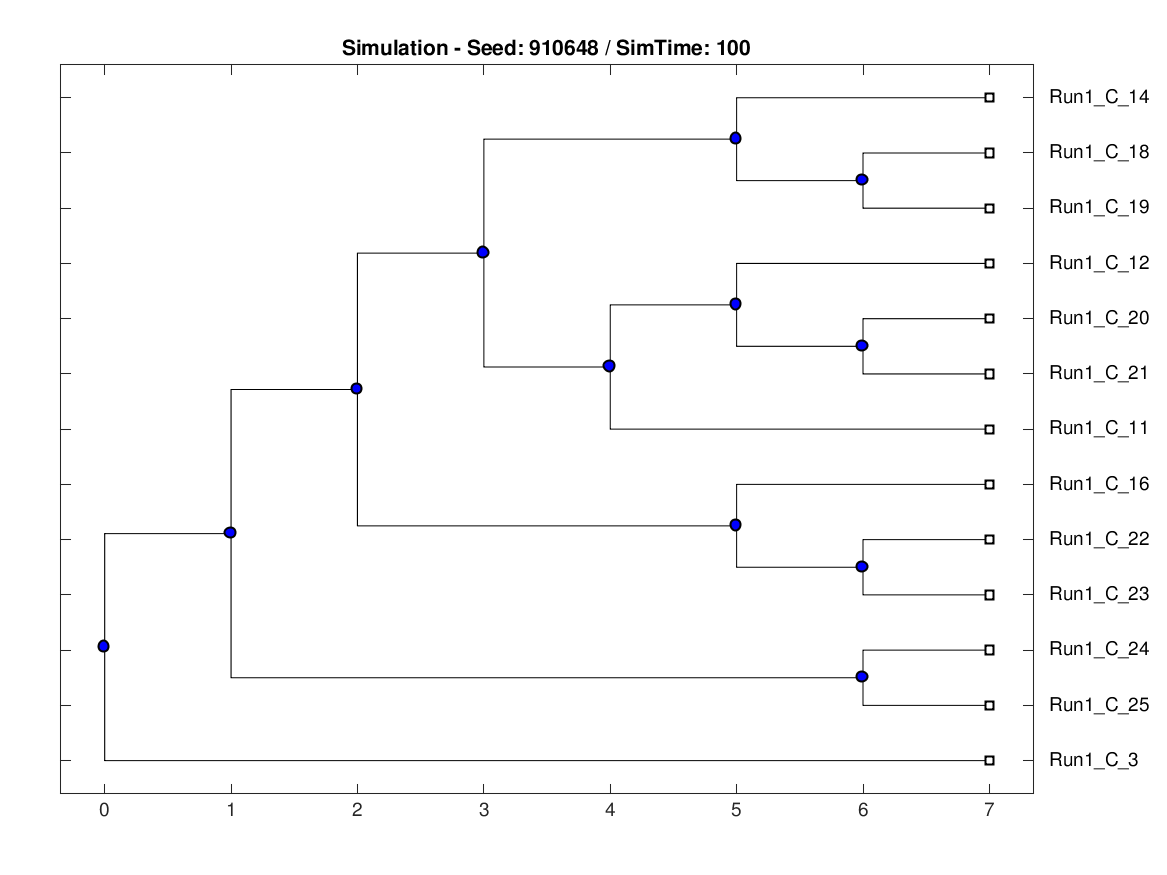 Simulation - Seed: 910648 / SimTime: 100
Run1_C_14
Run1_C_18
Run1_C_19
Run1_C_12
Run1_C_20
Run1_C_21
Run1_C_11
Run1_C_16
Run1_C_22
Run1_C_23
Run1_C_24
Run1_C_25
Run1_C_3
0 1 2 3 4 5 6 7